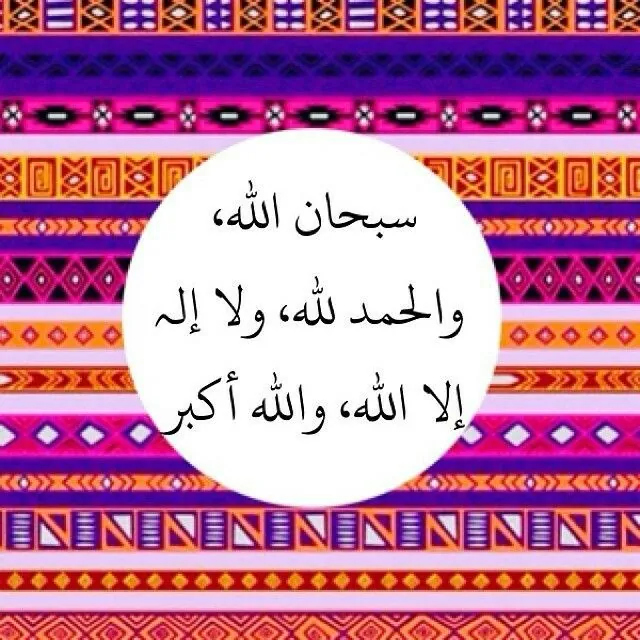 سبحان الله،
والحمد لله، ولا إله
إلا الله، والله أكبر